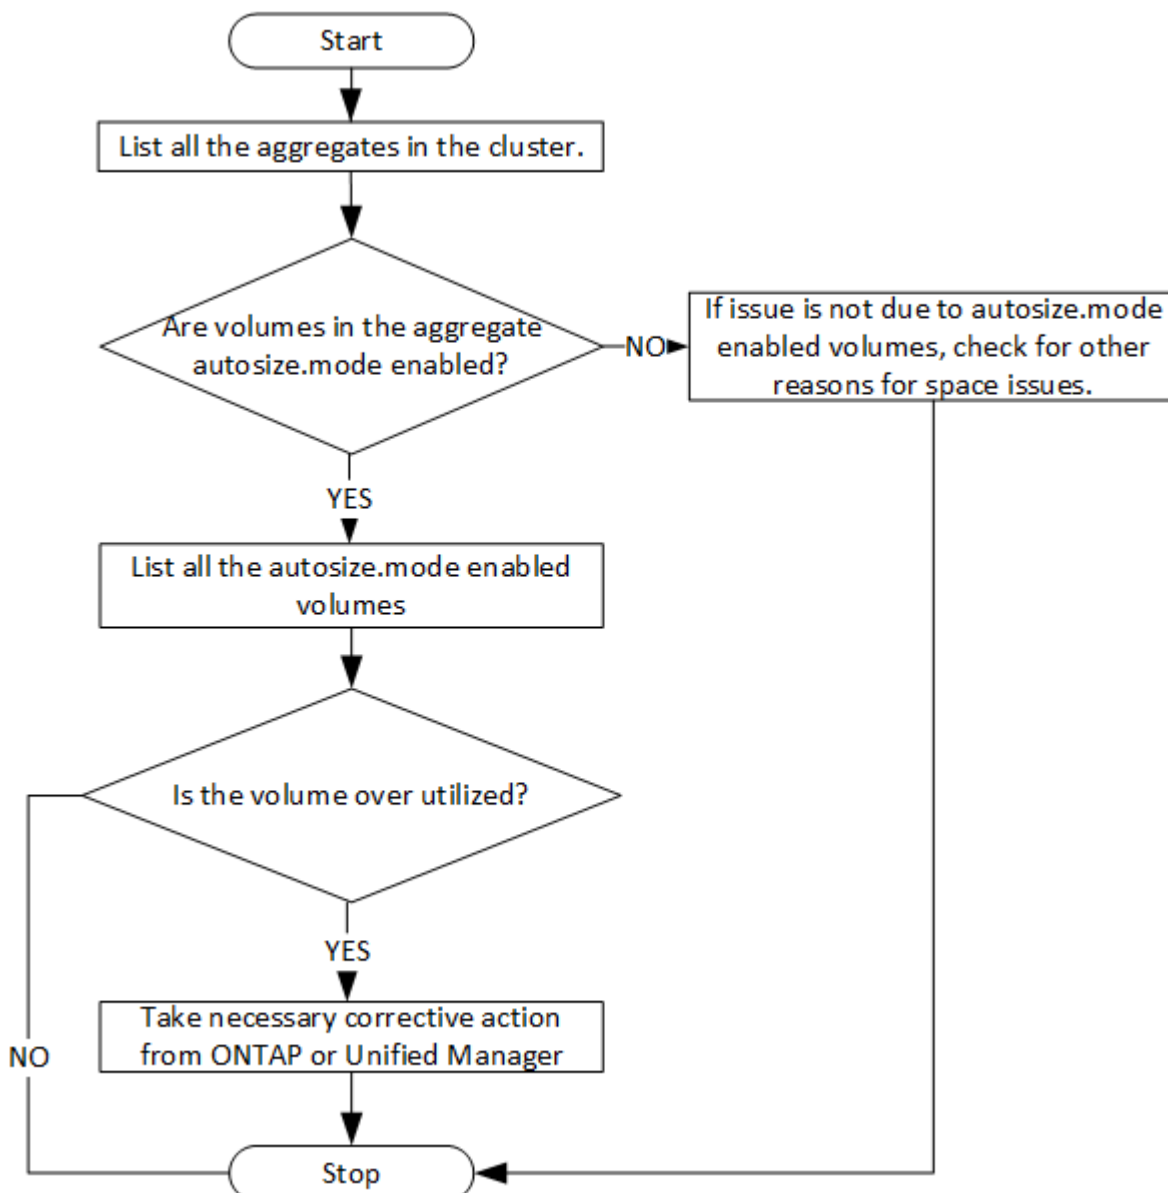 Start
List all the aggregates in the cluster.
Are volumes in the aggregate
autosize.mode enabled?
NO
If issue is not due to autosize.mode
enabled volumes, check for other
reasons for space issues.
YES
List all the autosize.mode enabled
volumes
Is the volume over utilized?
YES
Take necessary corrective action
from ONTAP or Unified Manager
NO
Stop